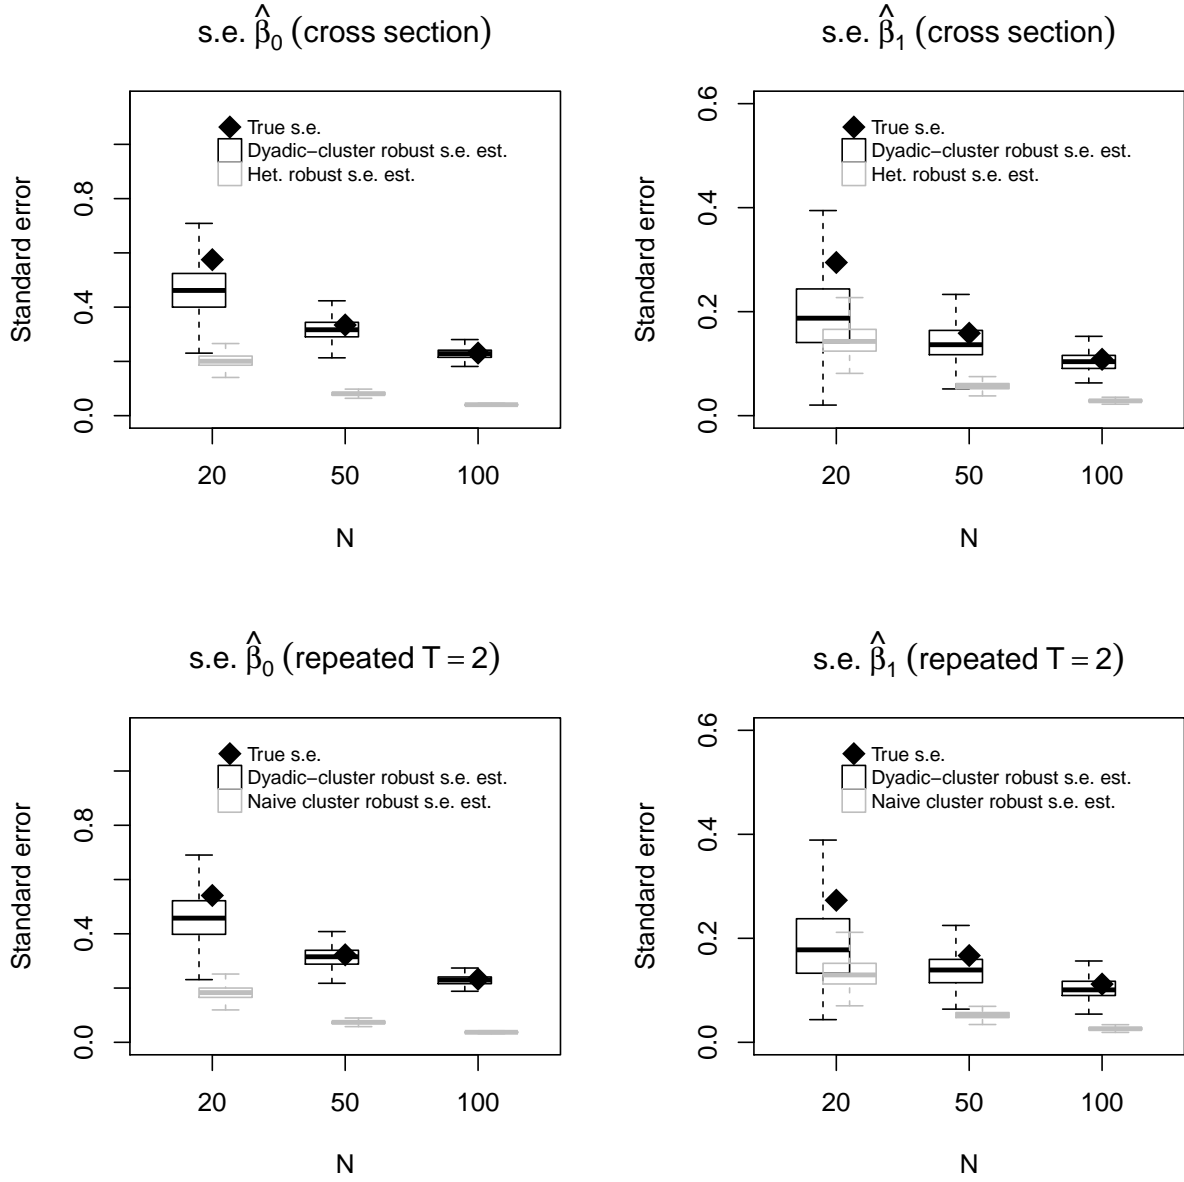 s.e. β̂₀ (cross section)
True s.e.
Dyadic−cluster robust s.e. est.
Het. robust s.e. est.
Standard error
0.0
0.4
0.8
20
50
100
N
s.e. β̂₁ (cross section)
True s.e.
Dyadic−cluster robust s.e. est.
Het. robust s.e. est.
Standard error
0.0
0.2
0.4
0.6
20
50
100
N
s.e. β̂₀ (repeated T = 2)
True s.e.
Dyadic−cluster robust s.e. est.
Naive cluster robust s.e. est.
Standard error
0.0
0.4
0.8
20
50
100
N
s.e. β̂₁ (repeated T = 2)
True s.e.
Dyadic−cluster robust s.e. est.
Naive cluster robust s.e. est.
Standard error
0.0
0.2
0.4
0.6
20
50
100
N